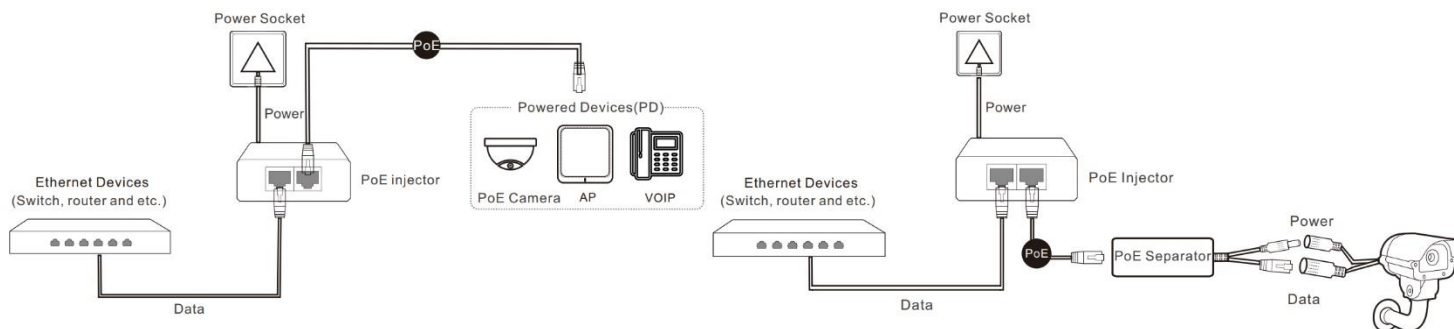 Power Socket
PoE
Power
Powered Devices(PD)
PoE injector
PoE Camera
AP
VOIP
Ethernet Devices
(Switch, router and etc.)
Data
Power Socket
Power
PoE Injector
Ethernet Devices
(Switch, router and etc.)
PoE
PoE Separator
Power
Data
Data